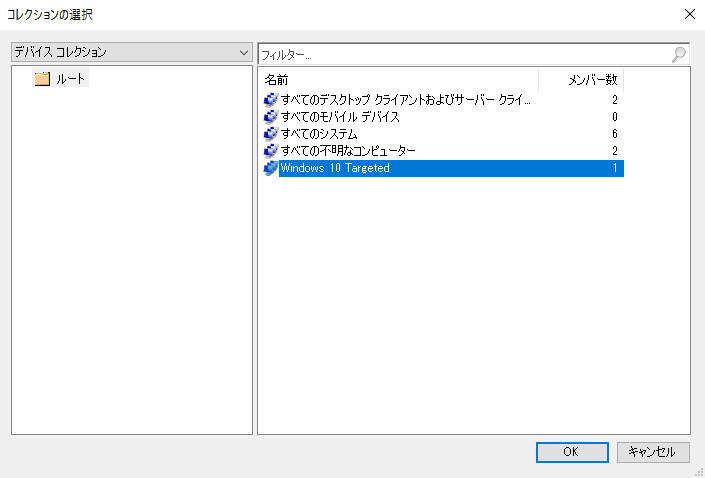 コレクションの選択
デバイス コレクション
フィルター...
ルート
名前 メンバー数
すべてのデスクトップ クライアントおよびサーバー クライ... 2
すべてのモバイル デバイス 0
すべてのシステム 6
すべての不明なコンピューター 2
Windows 10 Targeted 1
OK キャンセル